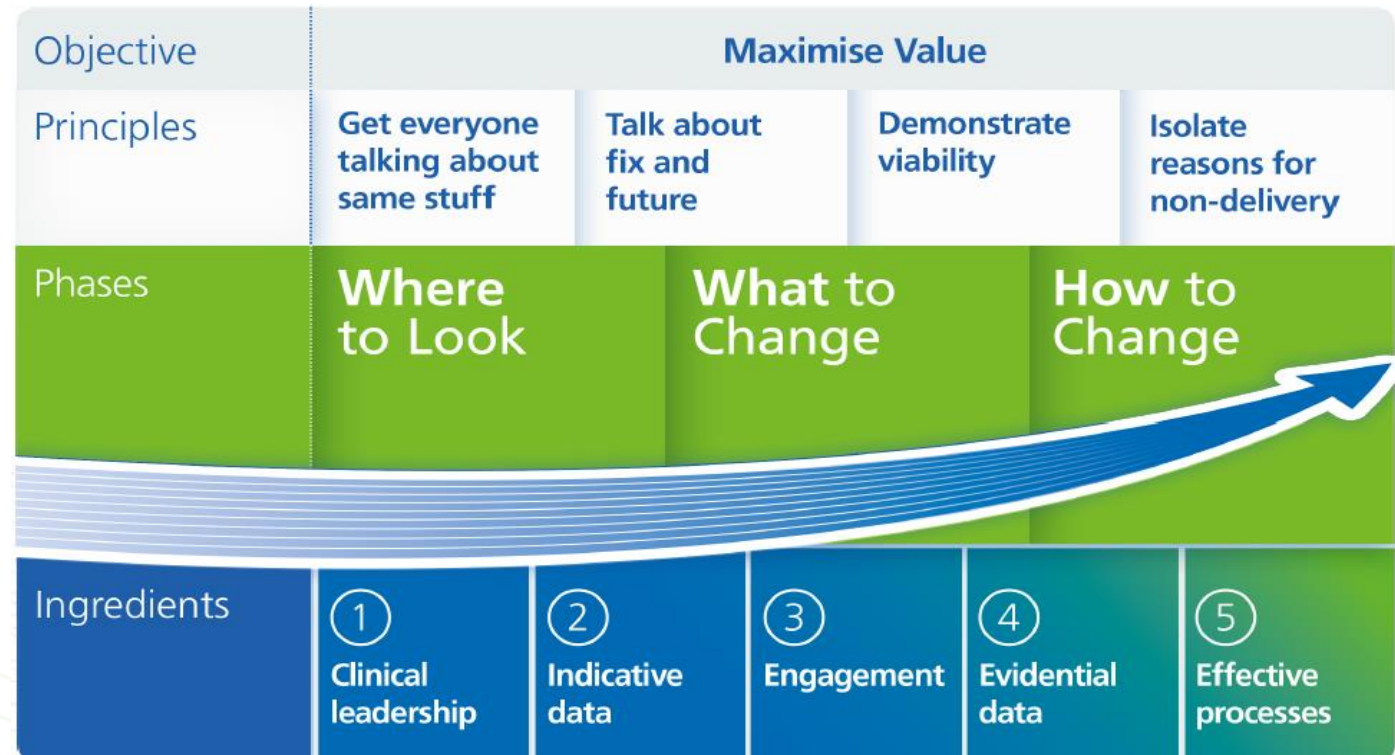 Objective
Maximise Value
Principles
Get everyone
talking about
same stuff
Talk about
fix and
future
Demonstrate
viability
Isolate
reasons for
non-delivery
Phases
Where
to Look
What to
Change
How to
Change
Ingredients
1
Clinical
leadership
2
Indicative
data
3
Engagement
4
Evidential
data
5
Effective
processes